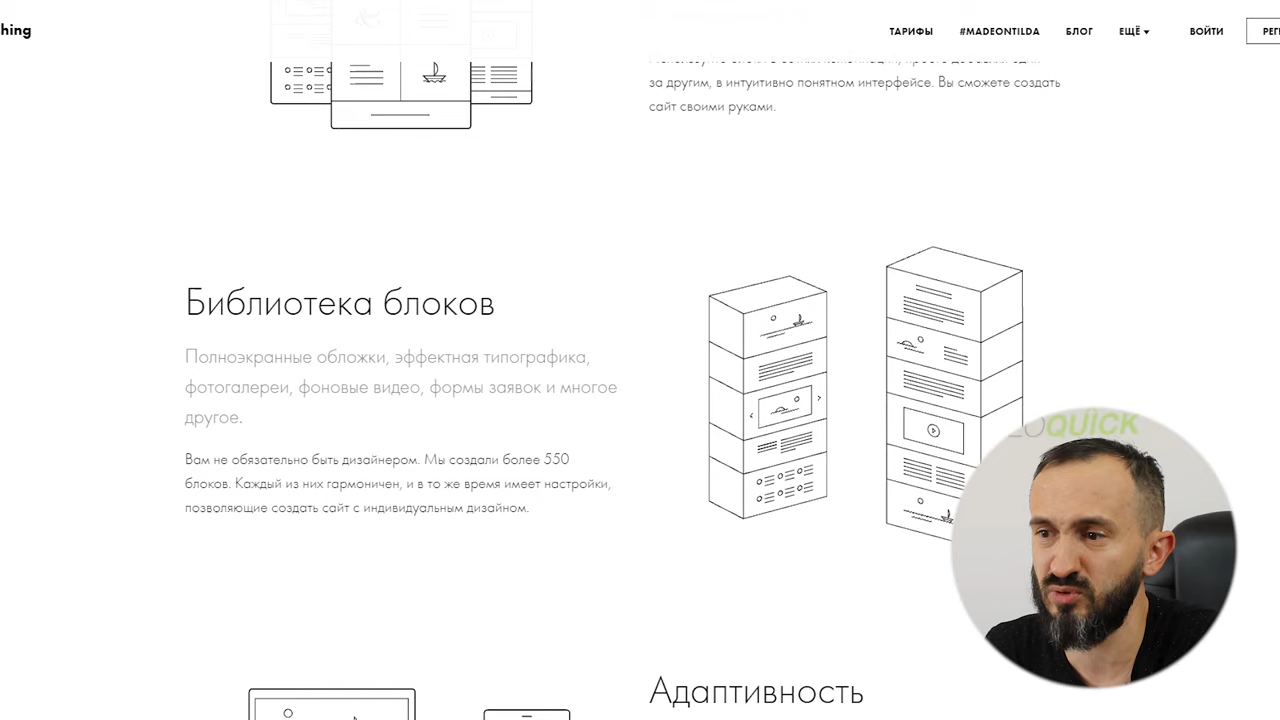 hing
ТАРИФЫ #MADEONTILDA БЛОГ ЕЩЁ ВОЙТИ
за другим, в интуитивно понятном интерфейсе. Вы сможете создать
сайт своими руками.
Библиотека блоков
Полноэкранные обложки, эффектная типографика,
фотогалереи, фоновые видео, формы заявок и многое
другое.
Вам не обязательно быть дизайнером. Мы создали более 550
блоков. Каждый из них гармоничен, и в то же время имеет настройки,
позволяющие создать сайт с индивидуальным дизайном.
QUICK
Адаптивность